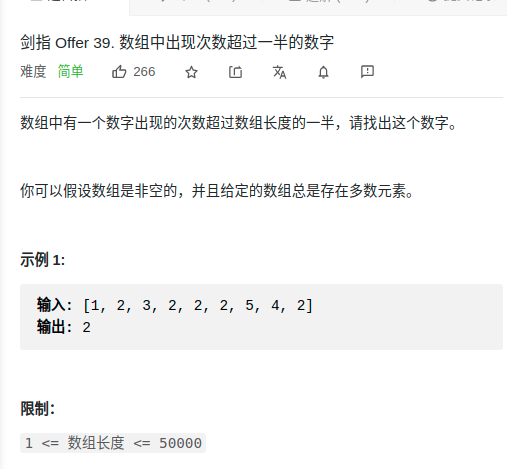 剑指 Offer 39. 数组中出现次数超过一半的数字
难度 简单 266
数组中有一个数字出现的次数超过数组长度的一半，请找出这个数字。
你可以假设数组是非空的，并且给定的数组总是存在多数元素。
示例 1:
输入: [1, 2, 3, 2, 2, 2, 5, 4, 2]
输出: 2
限制：
1 <= 数组长度 <= 50000